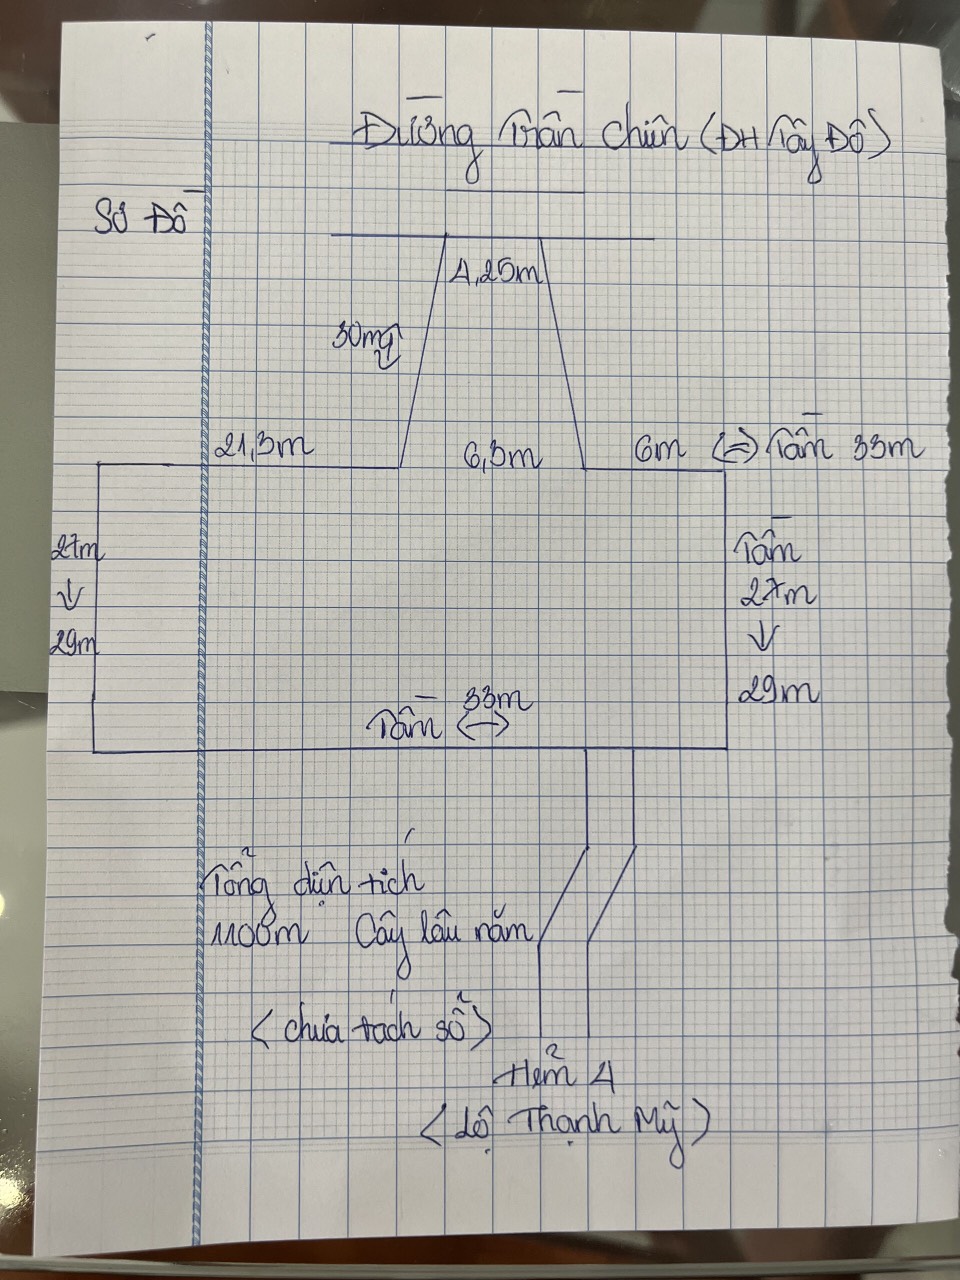 Đường Trần Chiên (ĐH Tây Đô)
Sơ Đồ
4,25m
30m
21,3m
6,3m
6m <=> Tầm 33m
27m
↓
29m
Tầm
27m
↓
29m
33m
Tầm <->
Tổng diện tích
1100m Cây lâu năm
<chưa tách sổ>
Hẻm 4
<Lộ Thạnh Mỹ>